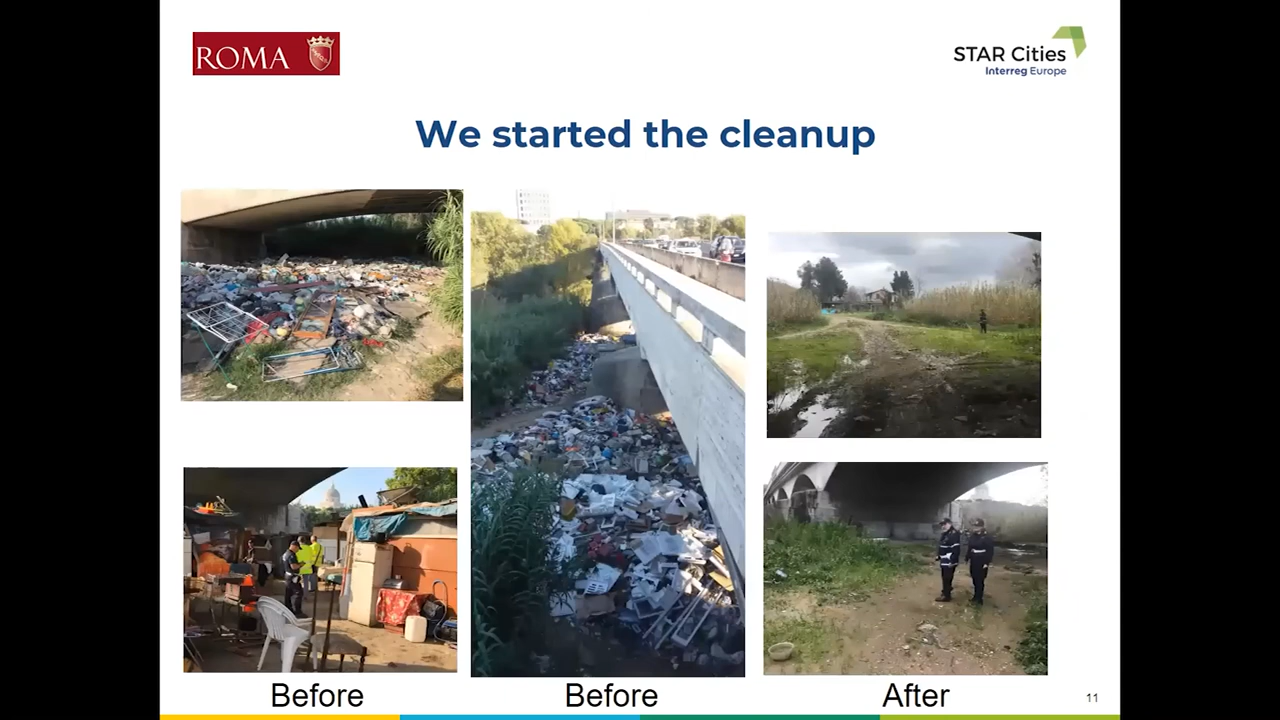 ROMA
STAR Cities
Interreg Europe
We started the cleanup
Before
Before
After
11